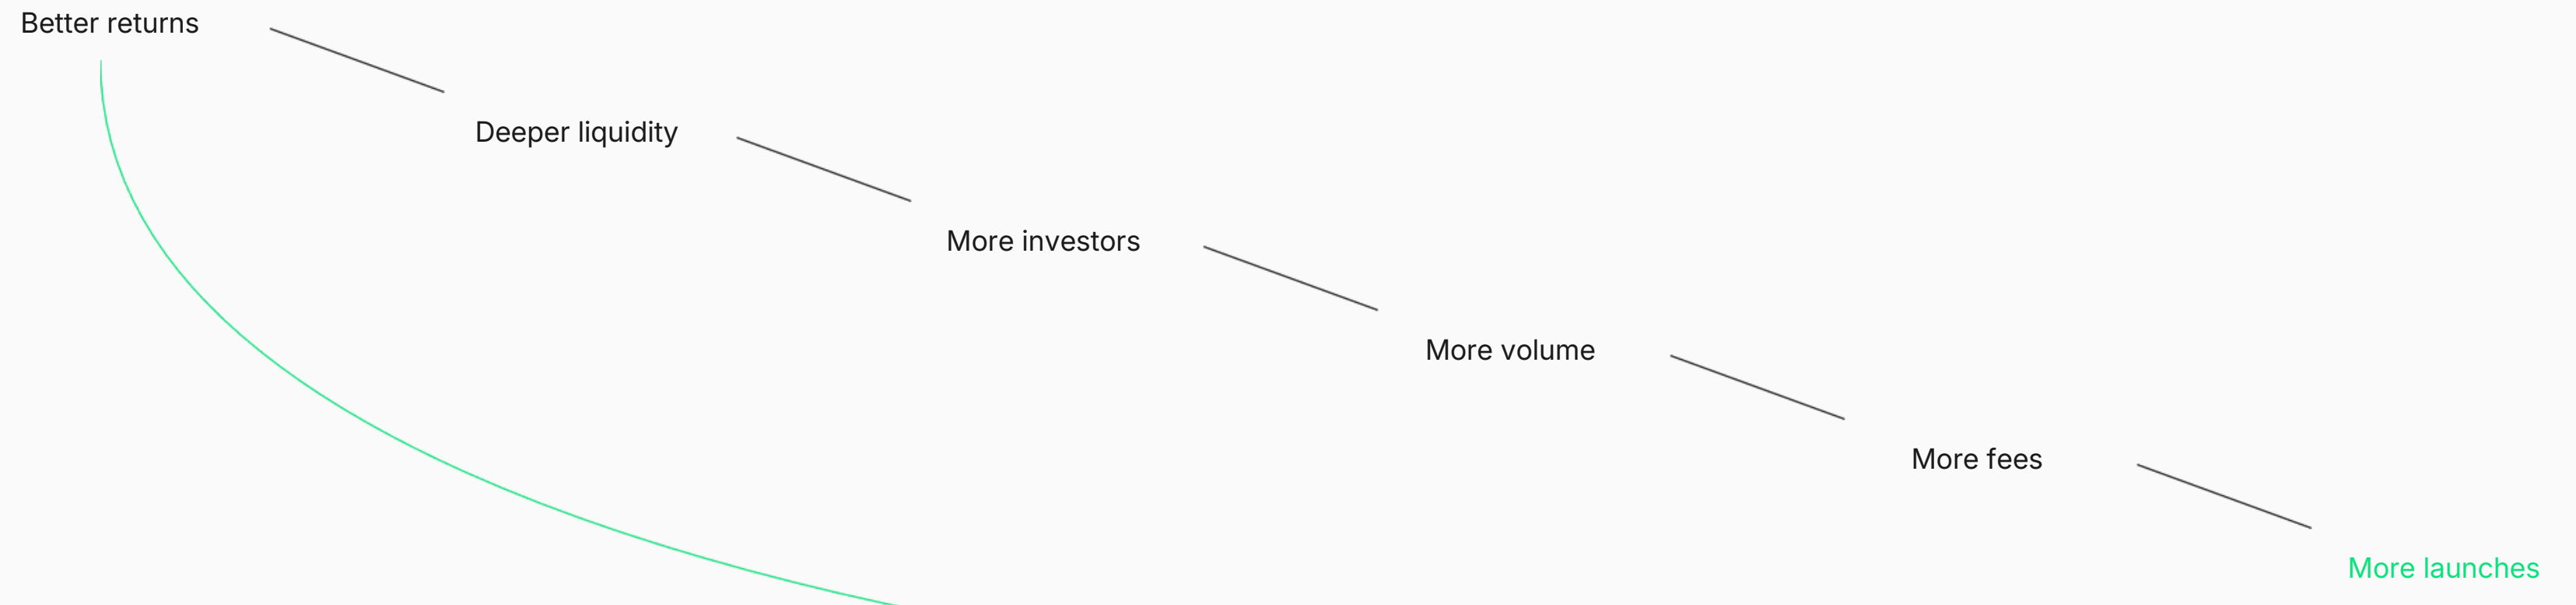 Better returns
Deeper liquidity
More investors
More volume
More fees
More launches